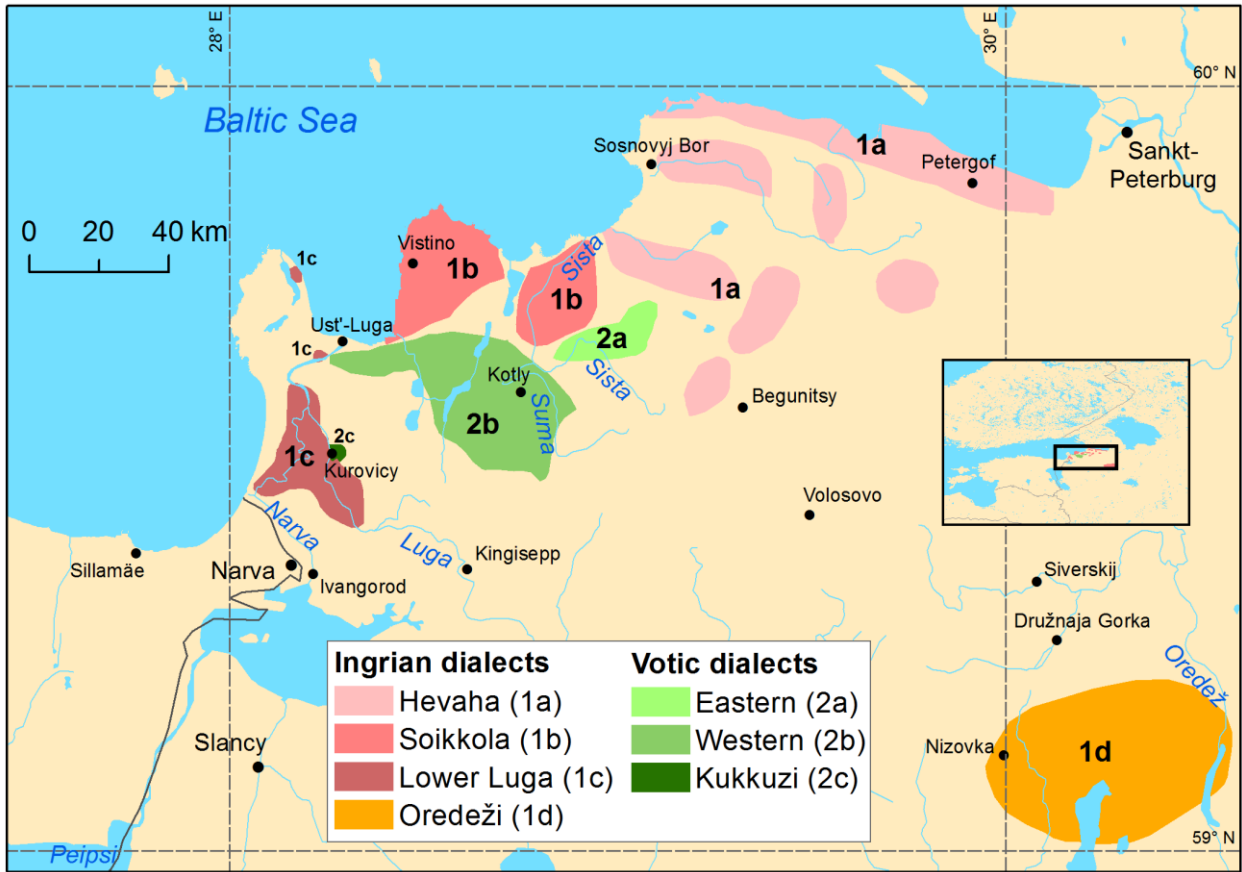 28° E
30° E
60° N
Baltic Sea
1a
Sosnovyj Bor
Petergof
Sankt-
Peterburg
0 20 40 km
Vistino
1b
1c
Sista
1b
1a
Ust'-Luga
1c
2a
Sista
Kotly
Suma
Begunitsy
2b
2c
1c
Kurovicy
Volosovo
Narva
Luga
Kingisepp
Sillamäe
Narva
Ivangorod
Siverskij
Družnaja Gorka
Oredež
Ingrian dialects
Hevaha (1a)
Soikkola (1b)
Lower Luga (1c)
Oredeži (1d)
Votic dialects
Eastern (2a)
Western (2b)
Kukkuzi (2c)
Slancy
Nizovka
1d
Peipsi
59° N